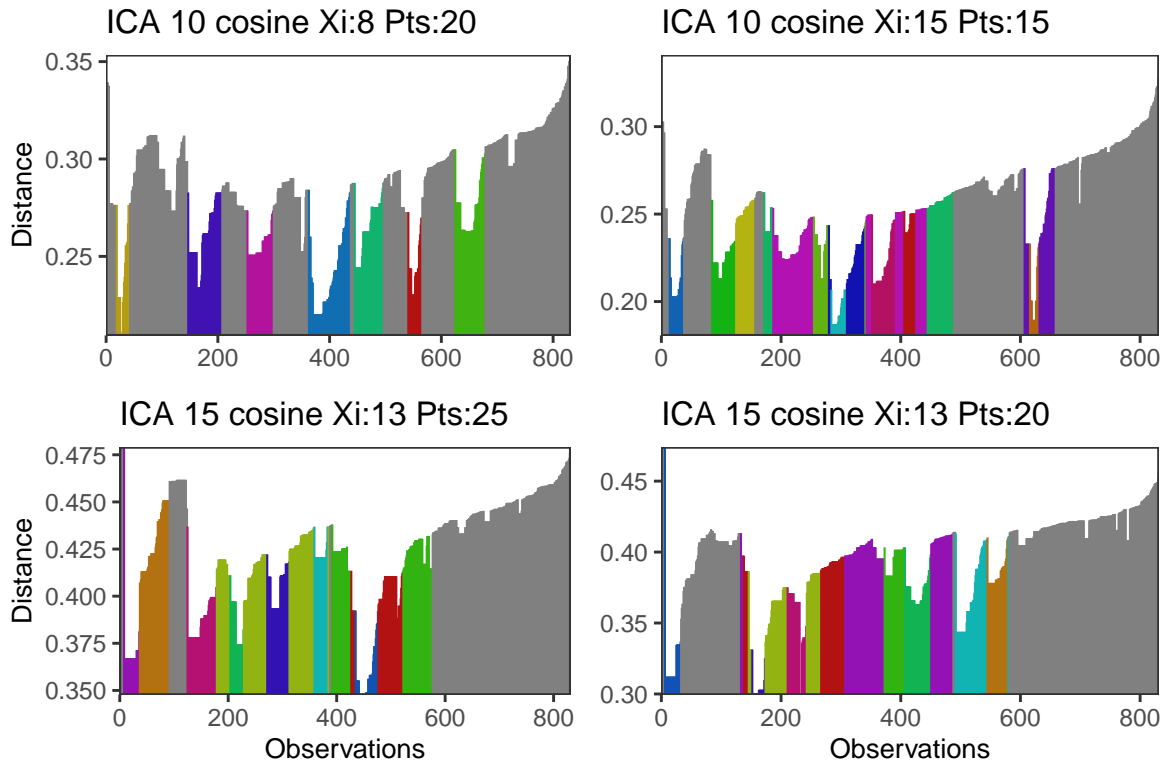 ICA 10 cosine Xi:8 Pts:20
Distance
0.35
0.30
0.25
0 200 400 600 800
ICA 10 cosine Xi:15 Pts:15
0.30
0.25
0.20
0 200 400 600 800
ICA 15 cosine Xi:13 Pts:25
Distance
0.475
0.450
0.425
0.400
0.375
0.350
0 200 400 600 800
Observations
ICA 15 cosine Xi:13 Pts:20
0.45
0.40
0.35
0.30
0 200 400 600 800
Observations